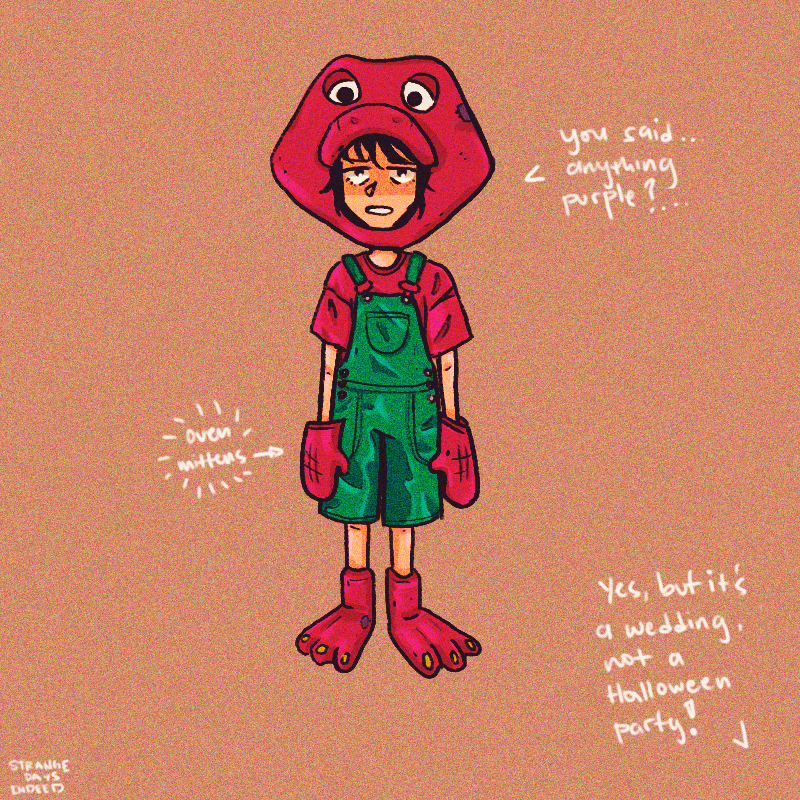 you said..
anything
purple?....
oven
mittens
Yes, but it's
a wedding,
not a
Halloween
party!
STRANGE
DAYS
INDEED